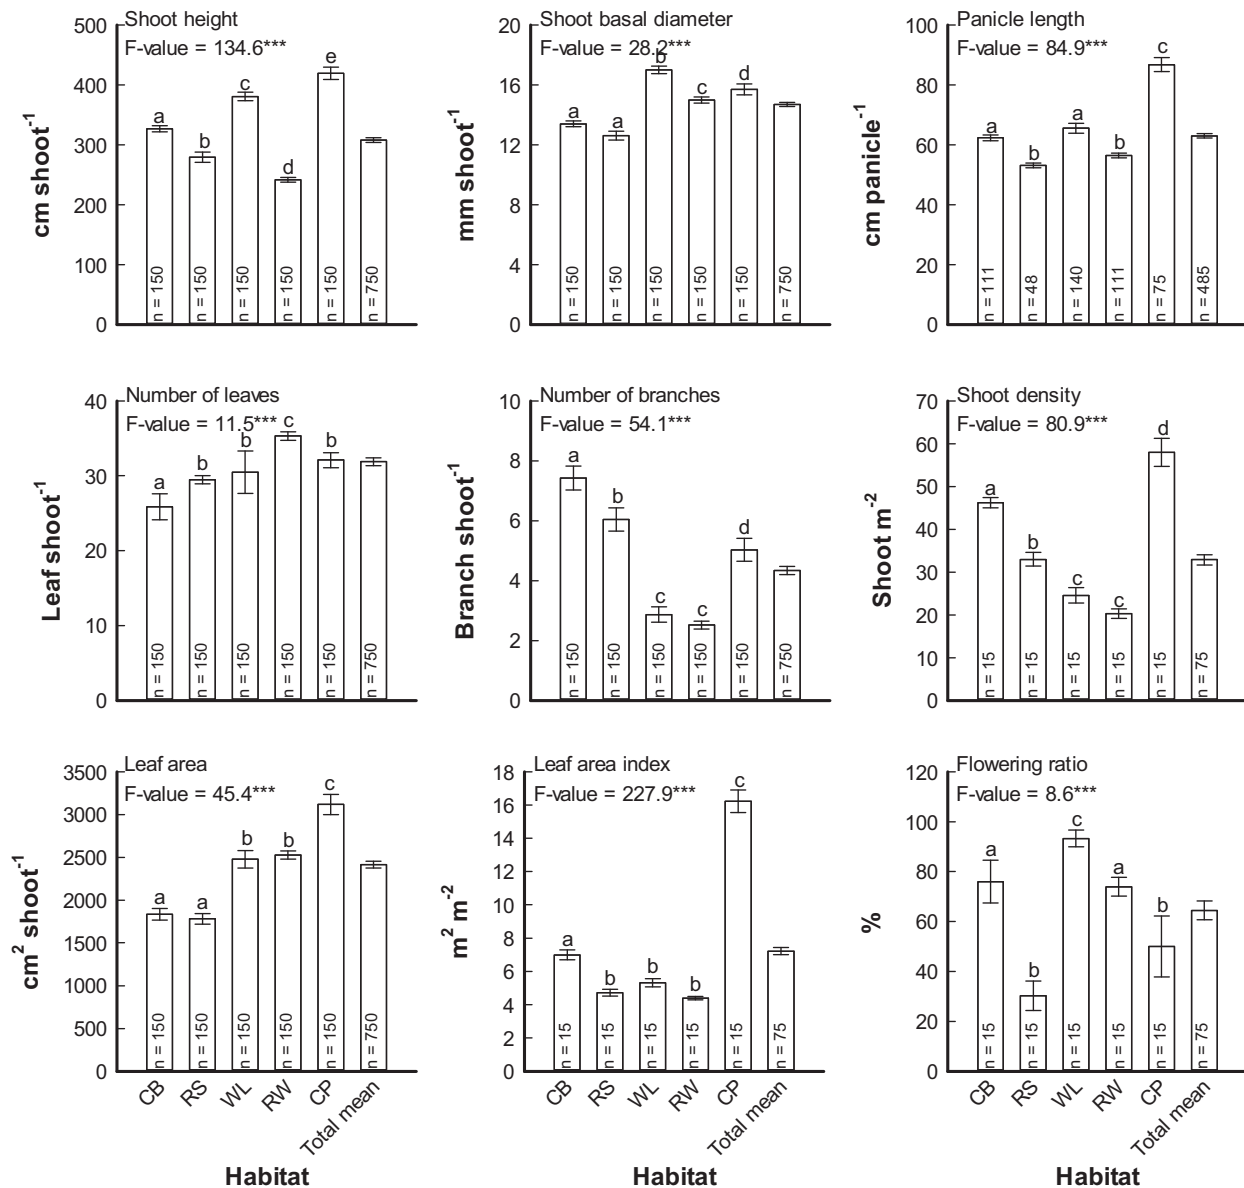 Shoot height
F-value = 134.6***
cm shoot⁻¹
500
400
300
200
100
0
a
b
c
d
e
n = 150
n = 150
n = 150
n = 150
n = 150
n = 750
Shoot basal diameter
F-value = 28.2***
mm shoot⁻¹
20
16
12
8
4
0
a
a
b
c
d
n = 150
n = 150
n = 150
n = 150
n = 150
n = 750
Panicle length
F-value = 84.9***
cm panicle⁻¹
100
80
60
40
20
0
a
b
a
b
c
n = 111
n = 48
n = 140
n = 111
n = 75
n = 485
Number of leaves
F-value = 11.5***
Leaf shoot⁻¹
40
30
20
10
0
a
b
b
c
b
n = 150
n = 150
n = 150
n = 150
n = 150
n = 750
Number of branches
F-value = 54.1***
Branch shoot⁻¹
10
8
6
4
2
0
a
b
c
c
d
n = 150
n = 150
n = 150
n = 150
n = 150
n = 750
Shoot density
F-value = 80.9***
Shoot m⁻²
70
60
50
40
30
20
10
0
a
b
c
c
d
n = 15
n = 15
n = 15
n = 15
n = 15
n = 75
Leaf area
F-value = 45.4***
cm² shoot⁻¹
3500
3000
2500
2000
1500
1000
500
0
a
a
b
b
c
n = 150
n = 150
n = 150
n = 150
n = 150
n = 750
CB
RS
WL
RW
CP
Total mean
Habitat
Leaf area index
F-value = 227.9***
m² m⁻²
18
16
14
12
10
8
6
4
2
0
a
b
b
b
c
n = 15
n = 15
n = 15
n = 15
n = 15
n = 75
CB
RS
WL
RW
CP
Total mean
Habitat
Flowering ratio
F-value = 8.6***
%
120
100
80
60
40
20
0
a
b
c
a
b
n = 15
n = 15
n = 15
n = 15
n = 15
n = 75
CB
RS
WL
RW
CP
Total mean
Habitat